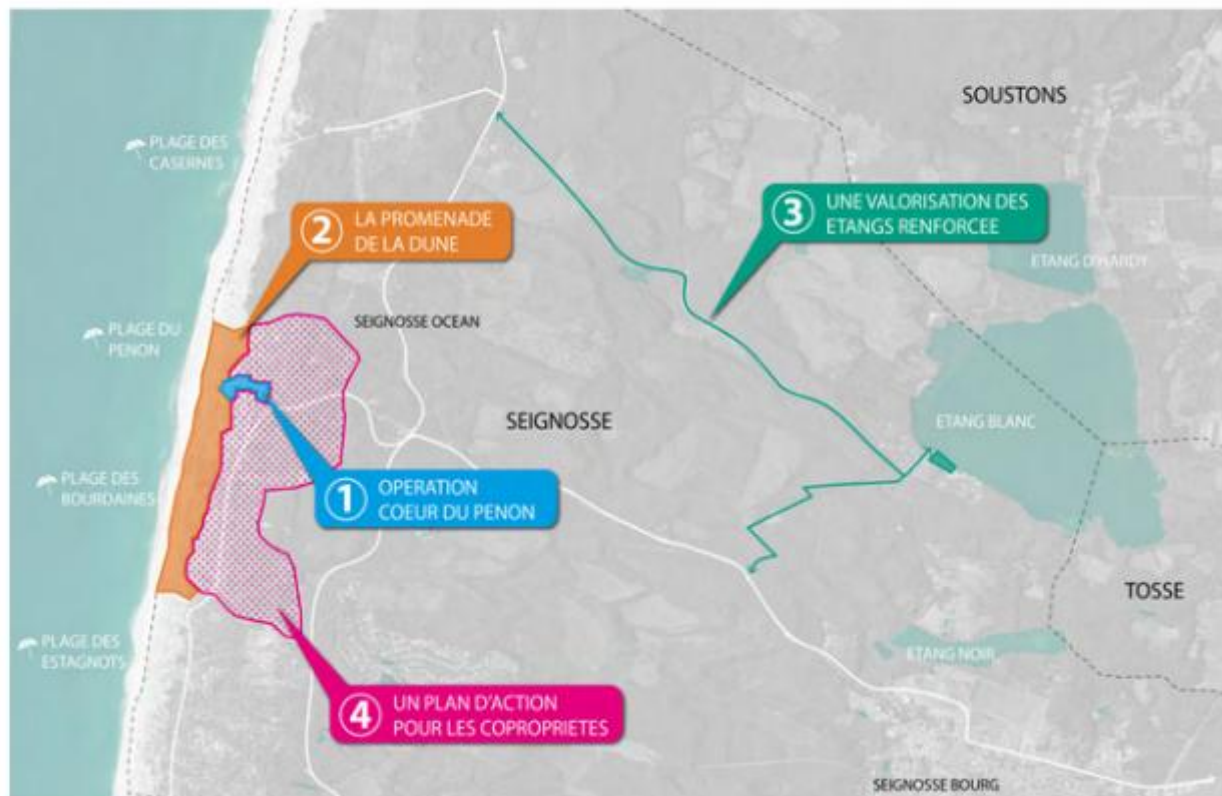 SOUSTONS
PLAGE DES
CASERNES
② LA PROMENADE
DE LA DUNE
③ UNE VALORISATION DES
ETANGS RENFORCEE
ETANG D'HARDY
PLAGE DU
PENON
SEIGNOSSE OCEAN
SEIGNOSSE
ETANG BLANC
PLAGE DES
BOURDAINES
① OPERATION
COEUR DU PENON
TOSSE
PLAGE DES
ESTAGNOTS
ETANG NOIR
④ UN PLAN D'ACTION
POUR LES COPROPRIETES
SEIGNOSSE BOURG